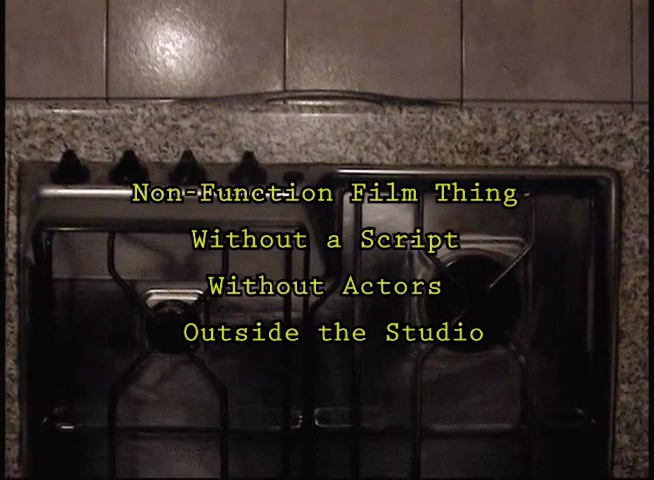 Non-Function Film Thing
Without a Script
Without Actors
Outside the Studio